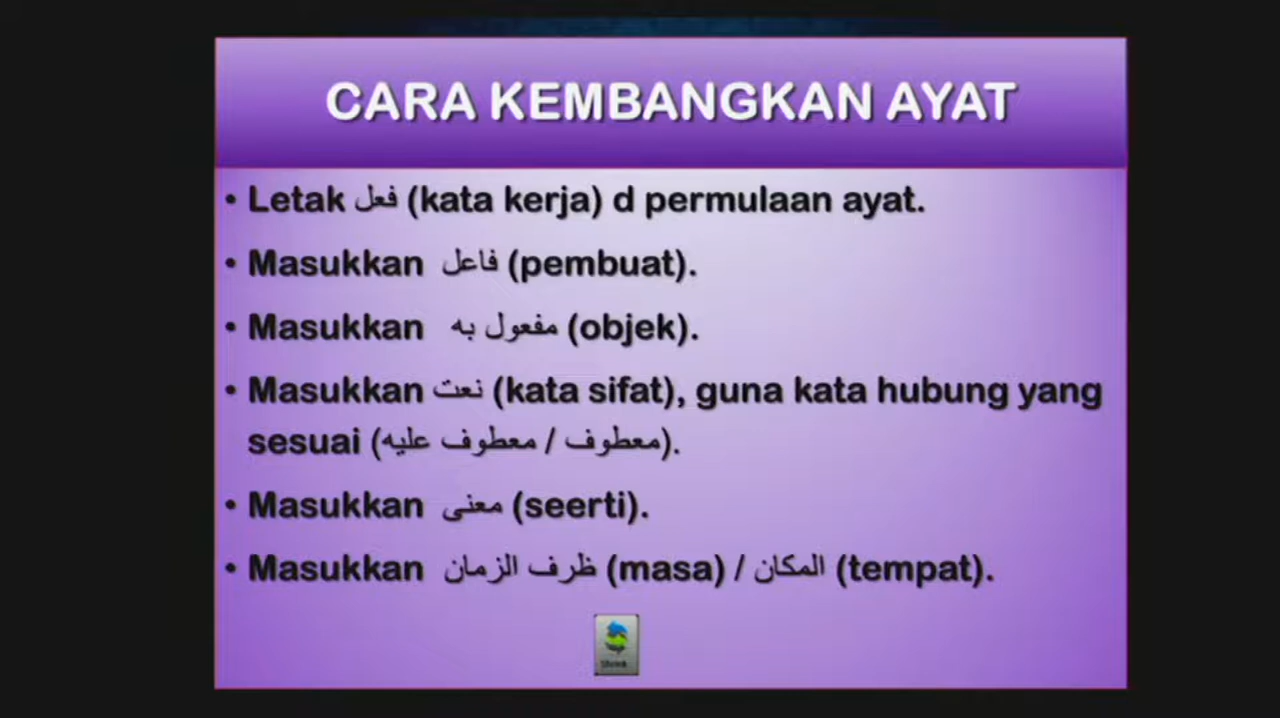 CARA KEMBANGKAN AYAT
• Letak فعل (kata kerja) d permulaan ayat.
• Masukkan فاعل (pembuat).
• Masukkan مفعول به (objek).
• Masukkan نعت (kata sifat), guna kata hubung yang
sesuai (معطوف / معطوف عليه).
• Masukkan معنى (seerti).
• Masukkan ظرف الزمان (masa) / المكان (tempat).